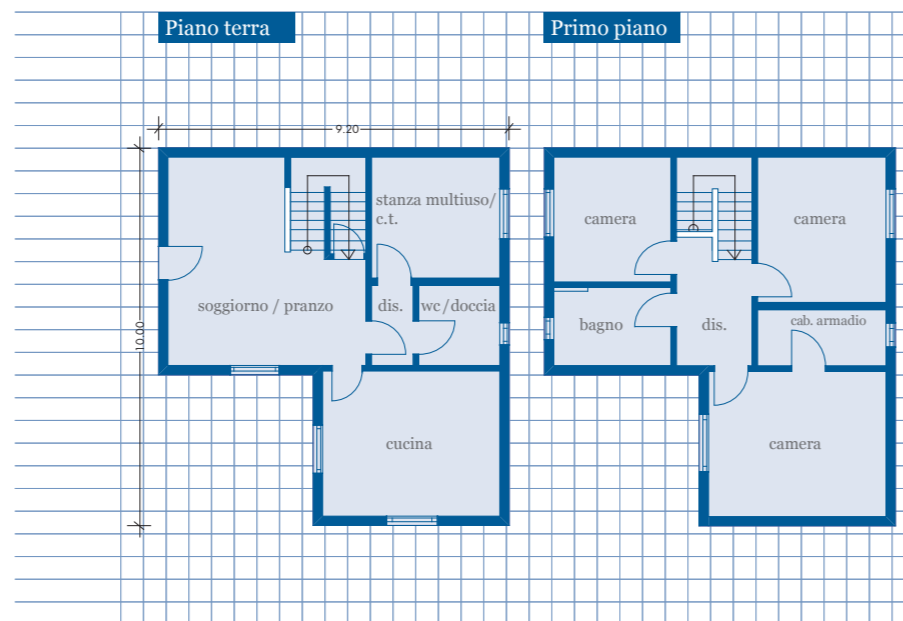 Piano terra
Primo piano
9.20
10.00
stanza multiuso/
c.t.
soggiorno / pranzo
dis.
wc/doccia
cucina
camera
camera
bagno
dis.
cab. armadio
camera